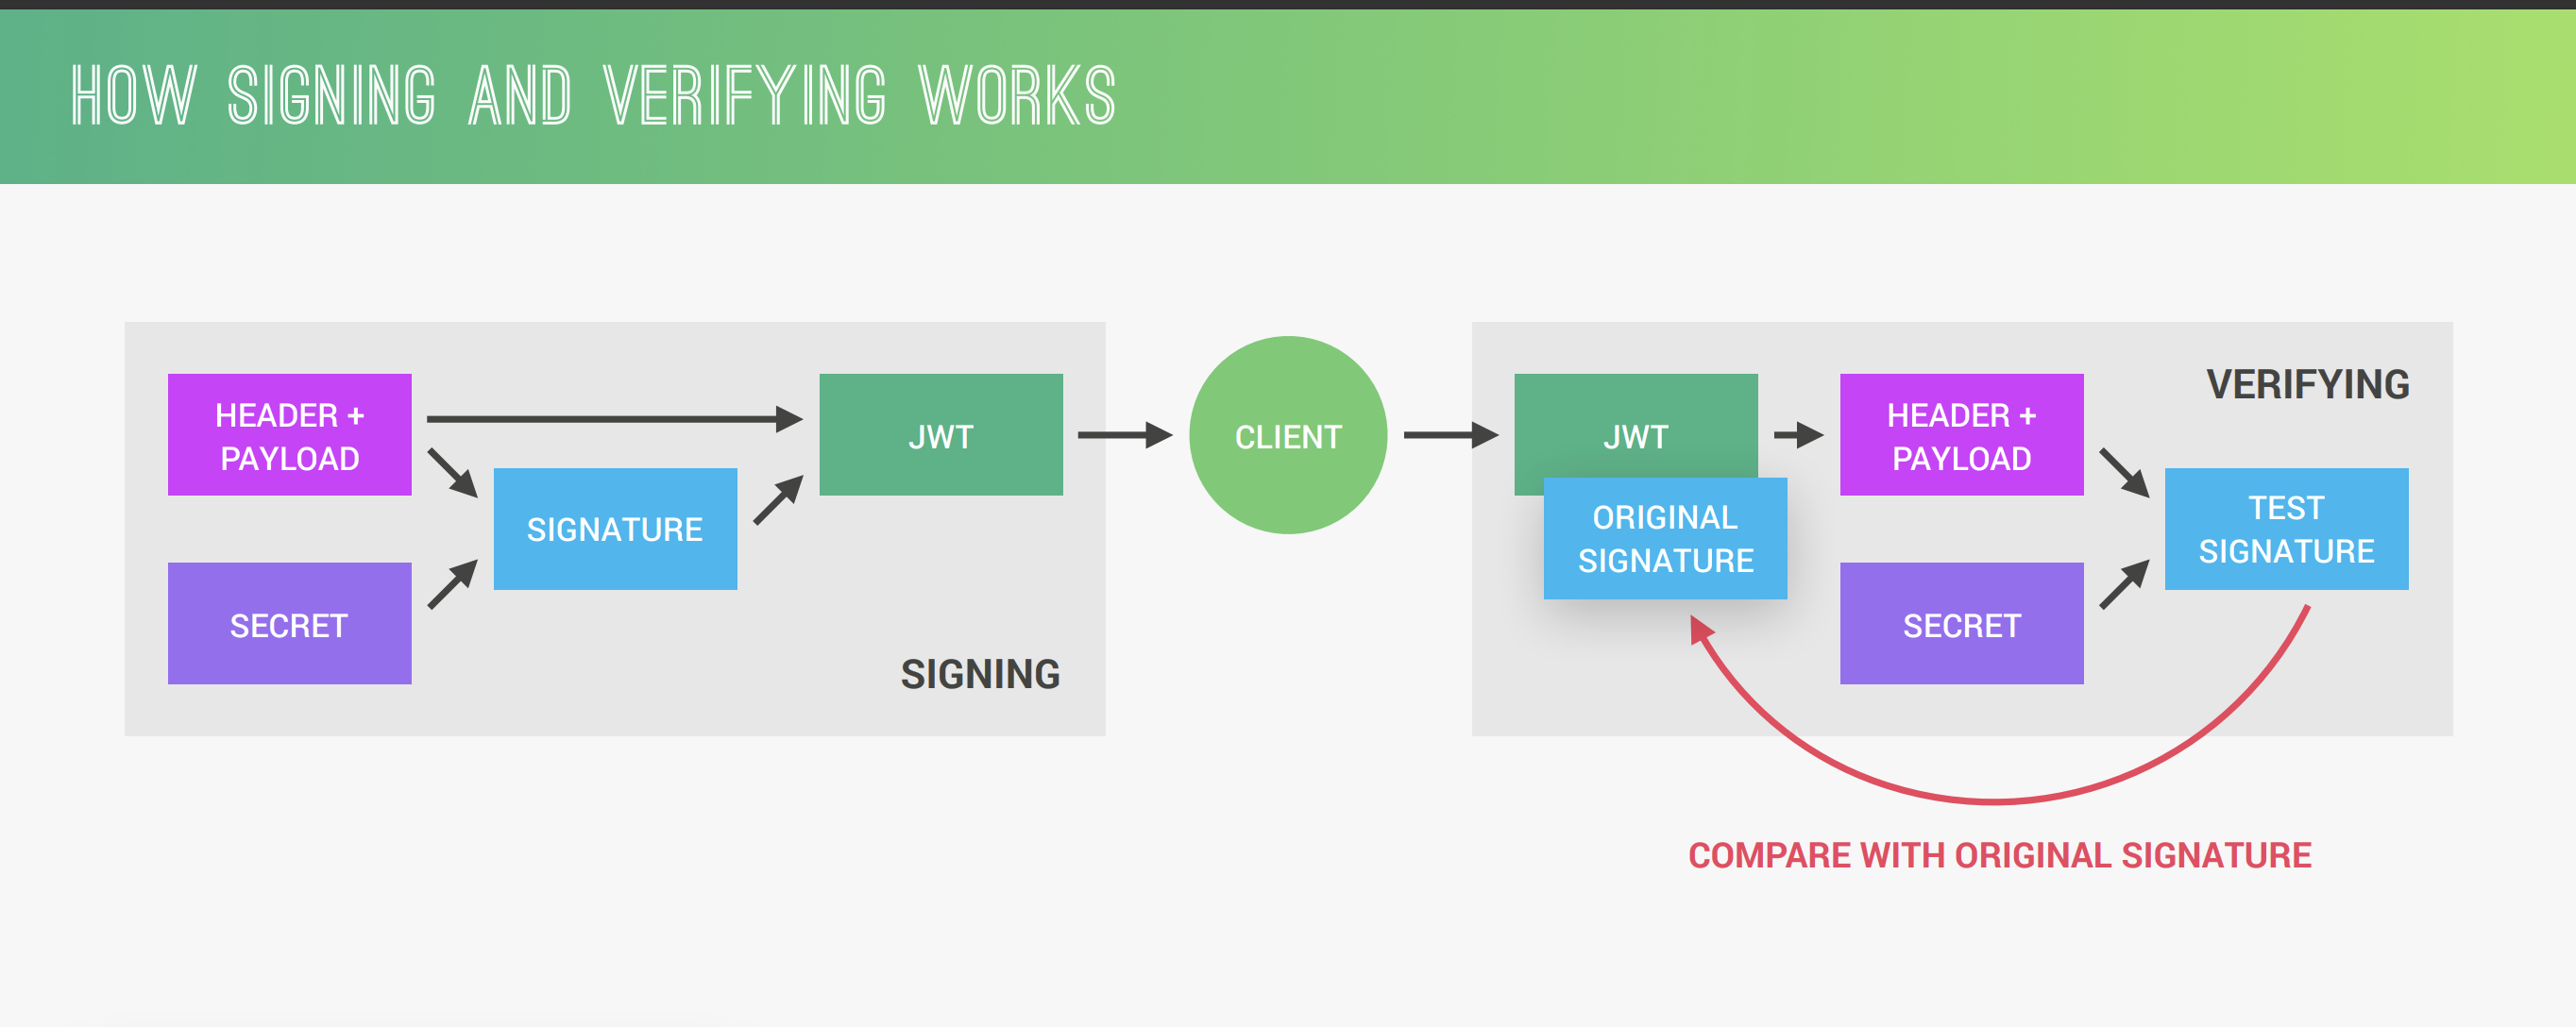 HOW SIGNING AND VERIFYING WORKS
HEADER +
PAYLOAD
SECRET
SIGNATURE
JWT
SIGNING
CLIENT
VERIFYING
JWT
ORIGINAL
SIGNATURE
HEADER +
PAYLOAD
SECRET
TEST
SIGNATURE
COMPARE WITH ORIGINAL SIGNATURE